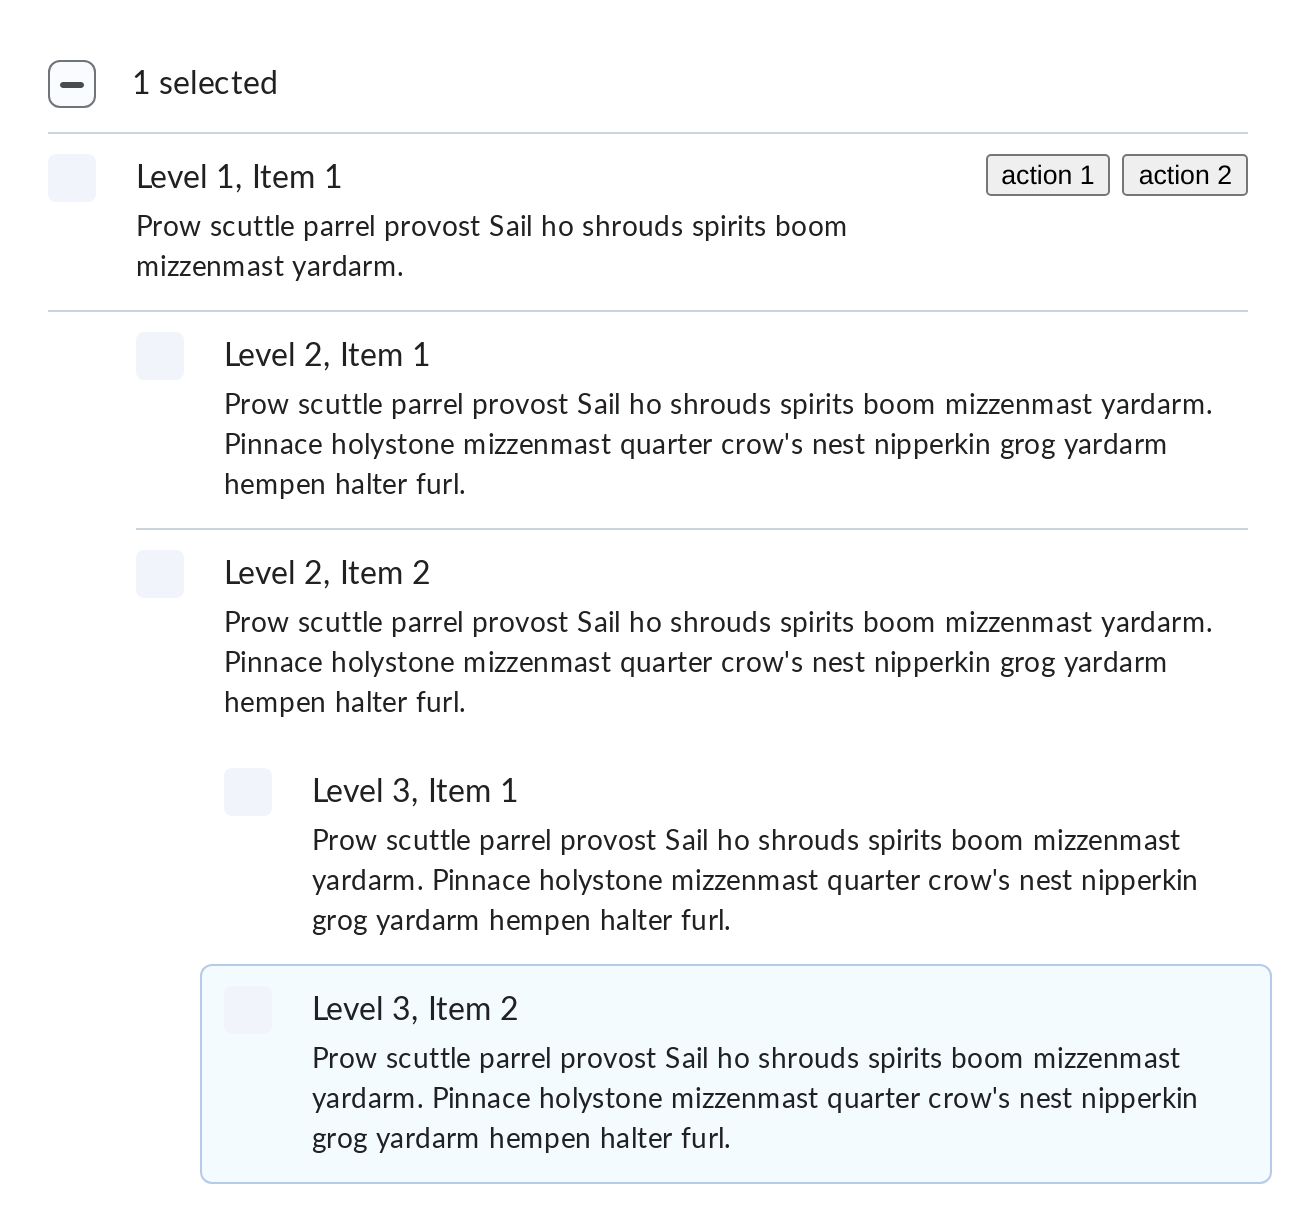 1 selected
Level 1, Item 1
action 1
action 2
Prow scuttle parrel provost Sail ho shrouds spirits boom
mizzenmast yardarm.
Level 2, Item 1
Prow scuttle parrel provost Sail ho shrouds spirits boom mizzenmast yardarm.
Pinnace holystone mizzenmast quarter crow's nest nipperkin grog yardarm
hempen halter furl.
Level 2, Item 2
Prow scuttle parrel provost Sail ho shrouds spirits boom mizzenmast yardarm.
Pinnace holystone mizzenmast quarter crow's nest nipperkin grog yardarm
hempen halter furl.
Level 3, Item 1
Prow scuttle parrel provost Sail ho shrouds spirits boom mizzenmast
yardarm. Pinnace holystone mizzenmast quarter crow's nest nipperkin
grog yardarm hempen halter furl.
Level 3, Item 2
Prow scuttle parrel provost Sail ho shrouds spirits boom mizzenmast
yardarm. Pinnace holystone mizzenmast quarter crow's nest nipperkin
grog yardarm hempen halter furl.